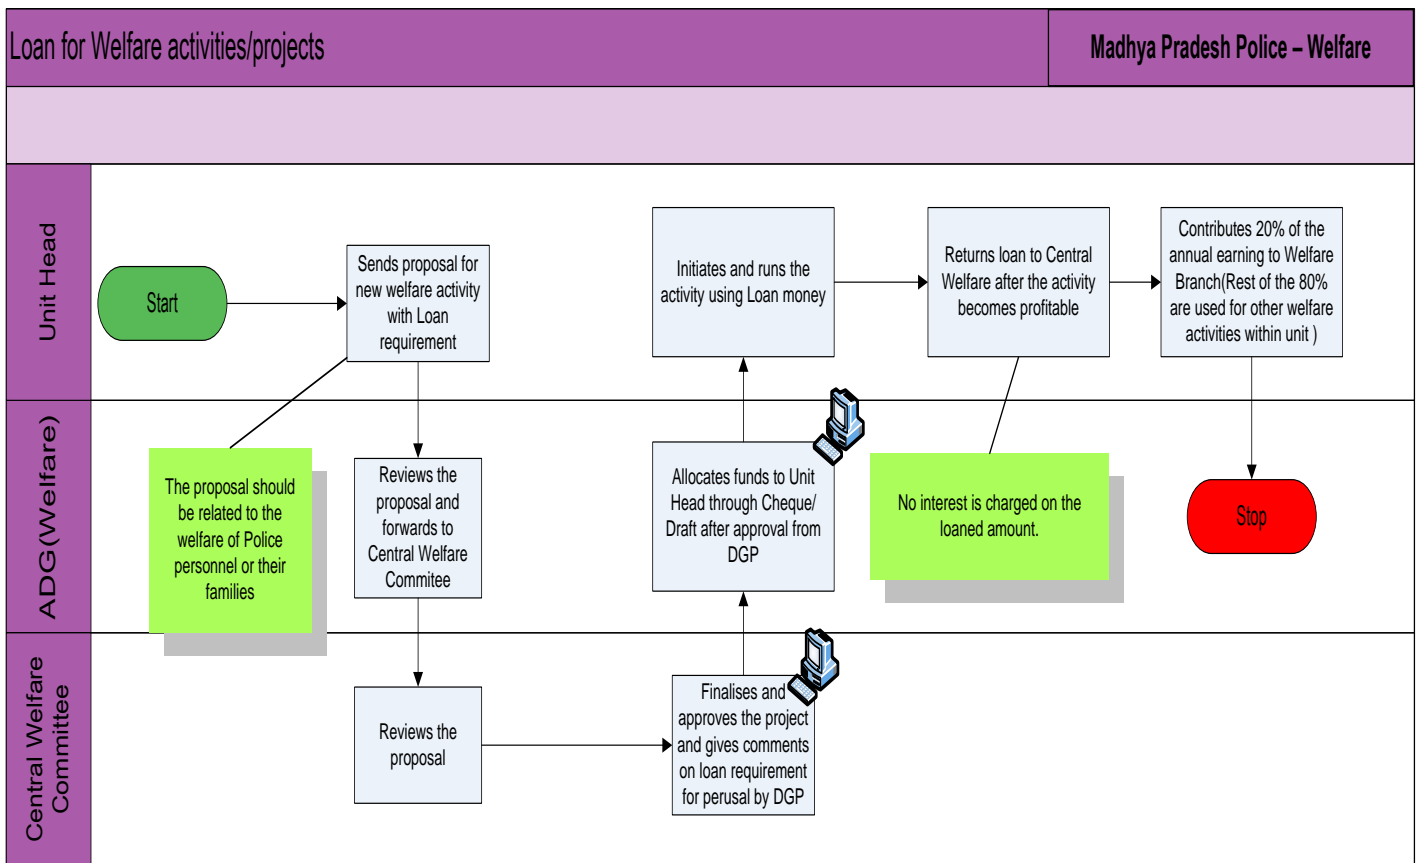 Loan for Welfare activities/projects
Madhya Pradesh Police – Welfare
Unit Head
Start
Sends proposal for
new welfare activity
with Loan
requirement
Initiates and runs the
activity using Loan money
Returns loan to Central
Welfare after the activity
becomes profitable
Contributes 20% of the
annual earning to Welfare
Branch(Rest of the 80%
are used for other welfare
activities within unit )
ADG(Welfare)
The proposal should
be related to the
welfare of Police
personnel or their
families
Reviews the
proposal and
forwards to
Central Welfare
Commitee
Allocates funds to Unit
Head through Cheque/
Draft after approval from
DGP
No interest is charged on the
loaned amount.
Stop
Central Welfare
Committee
Reviews the
proposal
Finalises and
approves the project
and gives comments
on loan requirement
for perusal by DGP